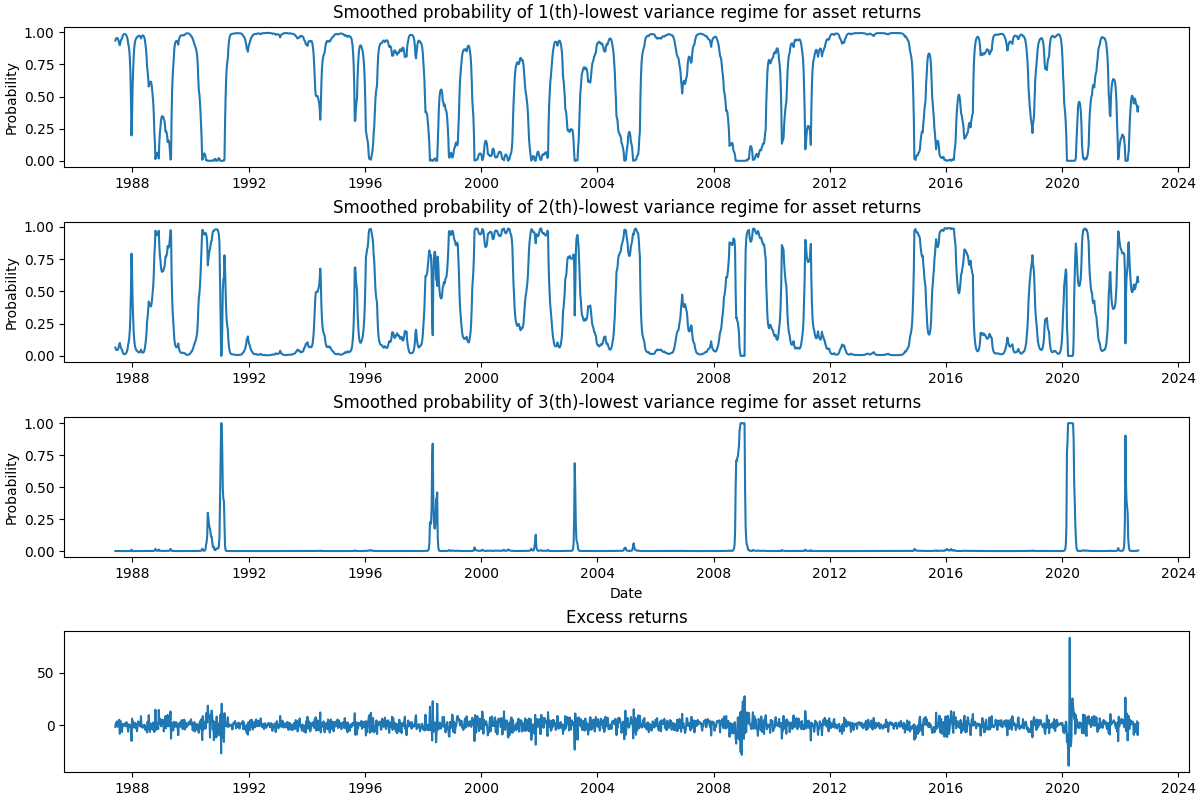 Smoothed probability of 1(th)-lowest variance regime for asset returns
1.00
0.75
0.50
0.25
0.00
Probability
1988 1992 1996 2000 2004 2008 2012 2016 2020 2024
Smoothed probability of 2(th)-lowest variance regime for asset returns
1.00
0.75
0.50
0.25
0.00
Probability
1988 1992 1996 2000 2004 2008 2012 2016 2020 2024
Smoothed probability of 3(th)-lowest variance regime for asset returns
1.00
0.75
0.50
0.25
0.00
Probability
1988 1992 1996 2000 2004 2008 2012 2016 2020 2024
Date
Excess returns
50
0
1988 1992 1996 2000 2004 2008 2012 2016 2020 2024